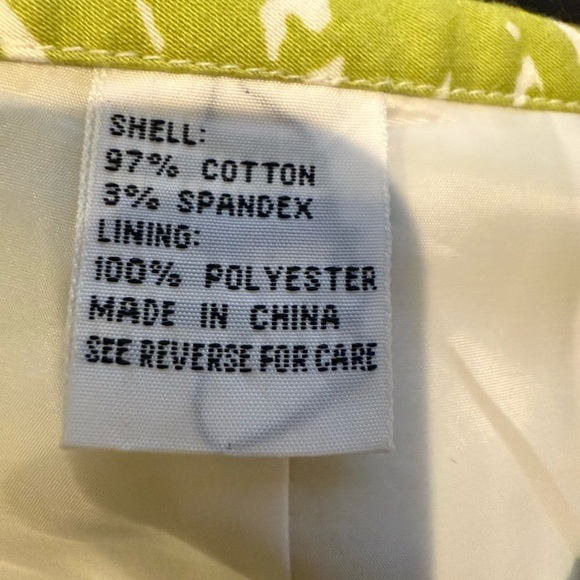 SHELL:
97% COTTON
3% SPANDEX
LINING:
100% POLYESTER
MADE IN CHINA
SEE REVERSE FOR CARE